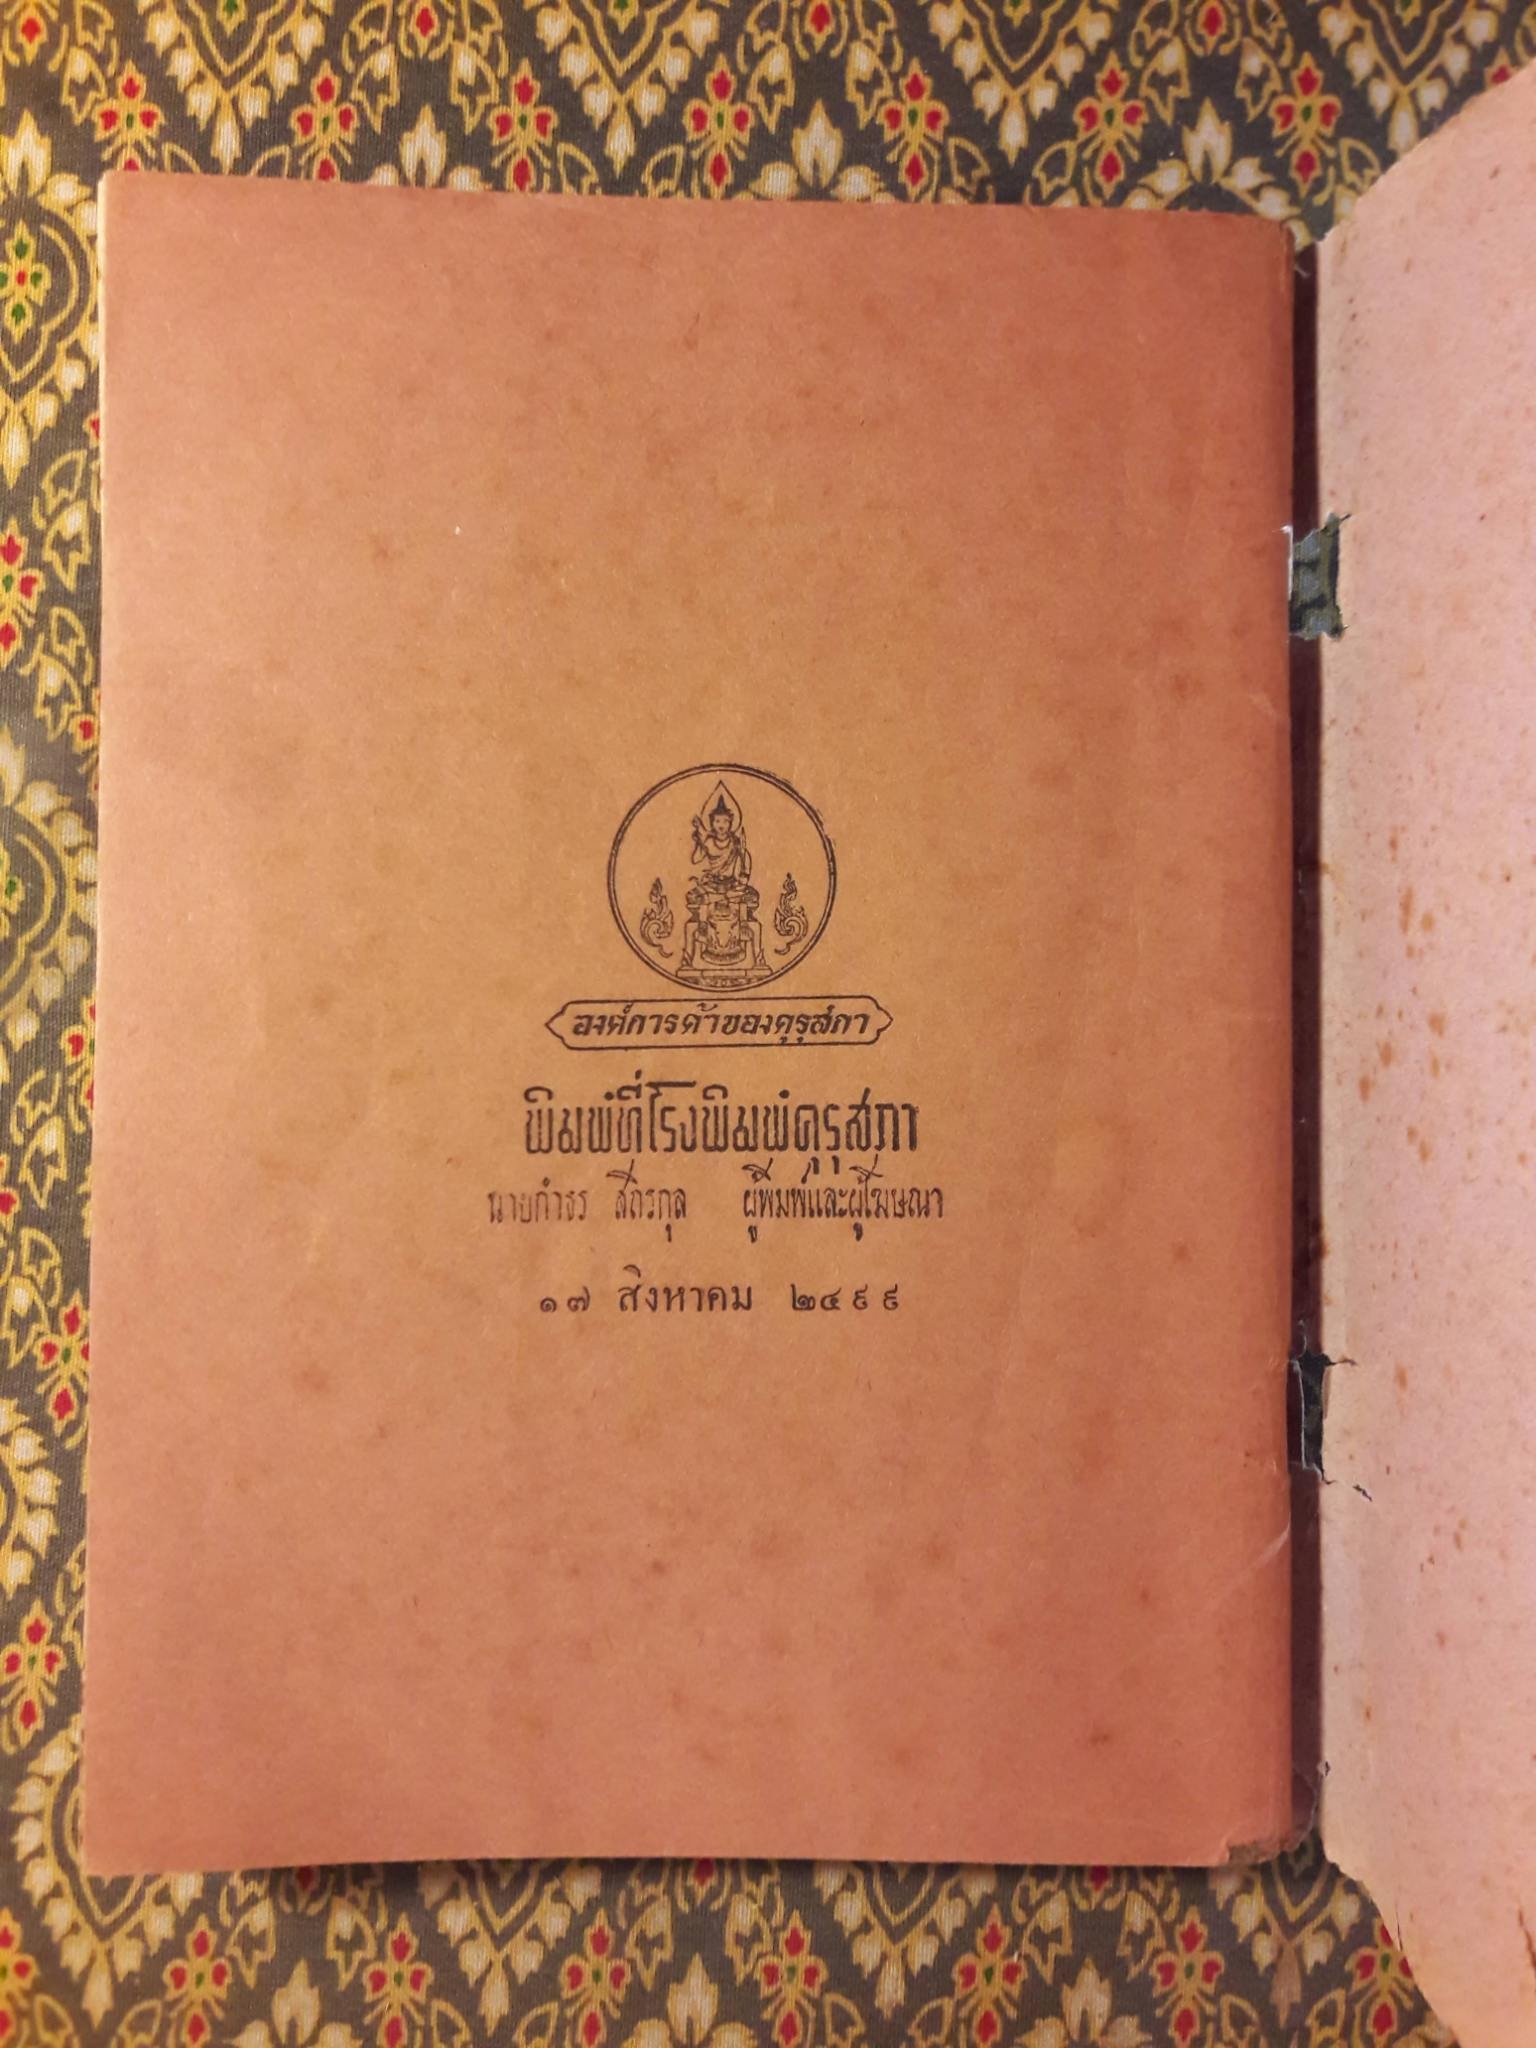 องค์การค้าของคุรุสภา
พิมพ์ที่โรงพิมพ์คุรุสภา
นายกำธร สถิรกุล ผู้พิมพ์และผู้โฆษณา
๑๗ สิงหาคม ๒๔๙๙